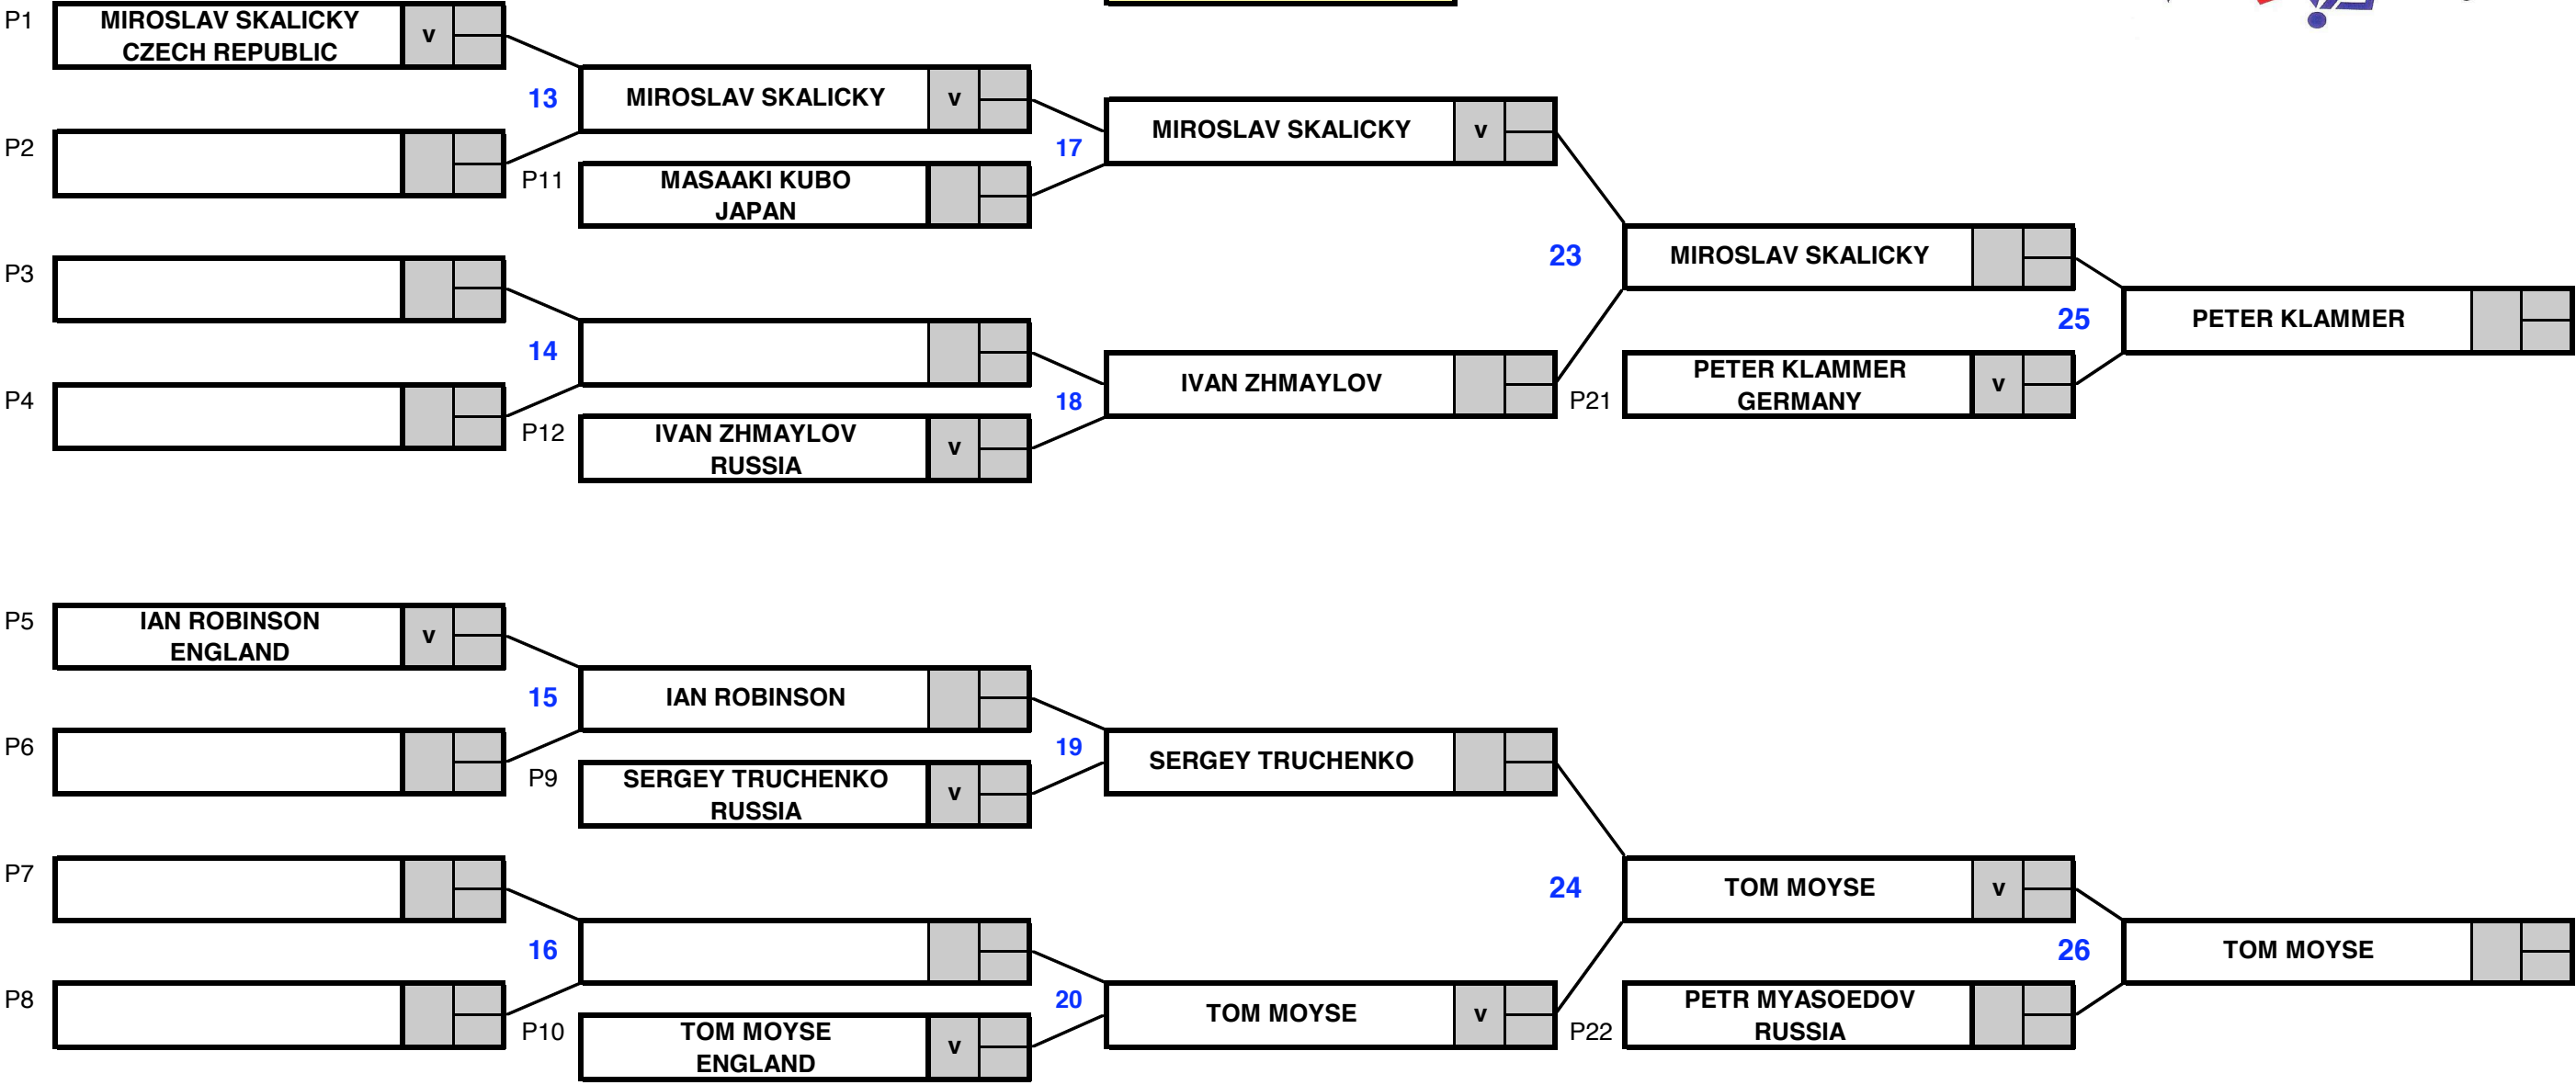 P1
MIROSLAV SKALICKY
CZECH REPUBLIC
v
13
MIROSLAV SKALICKY
v
P2
P11
MASAAKI KUBO
JAPAN
17
MIROSLAV SKALICKY
v
P3
14
P4
P12
IVAN ZHMAYLOV
RUSSIA
v
18
IVAN ZHMAYLOV
23
MIROSLAV SKALICKY
P21
PETER KLAMMER
GERMANY
v
25
PETER KLAMMER
P5
IAN ROBINSON
ENGLAND
v
15
IAN ROBINSON
P6
P9
SERGEY TRUCHENKO
RUSSIA
v
19
SERGEY TRUCHENKO
P7
16
P8
P10
TOM MOYSE
ENGLAND
v
20
TOM MOYSE
v
24
TOM MOYSE
v
P22
PETR MYASOEDOV
RUSSIA
26
TOM MOYSE